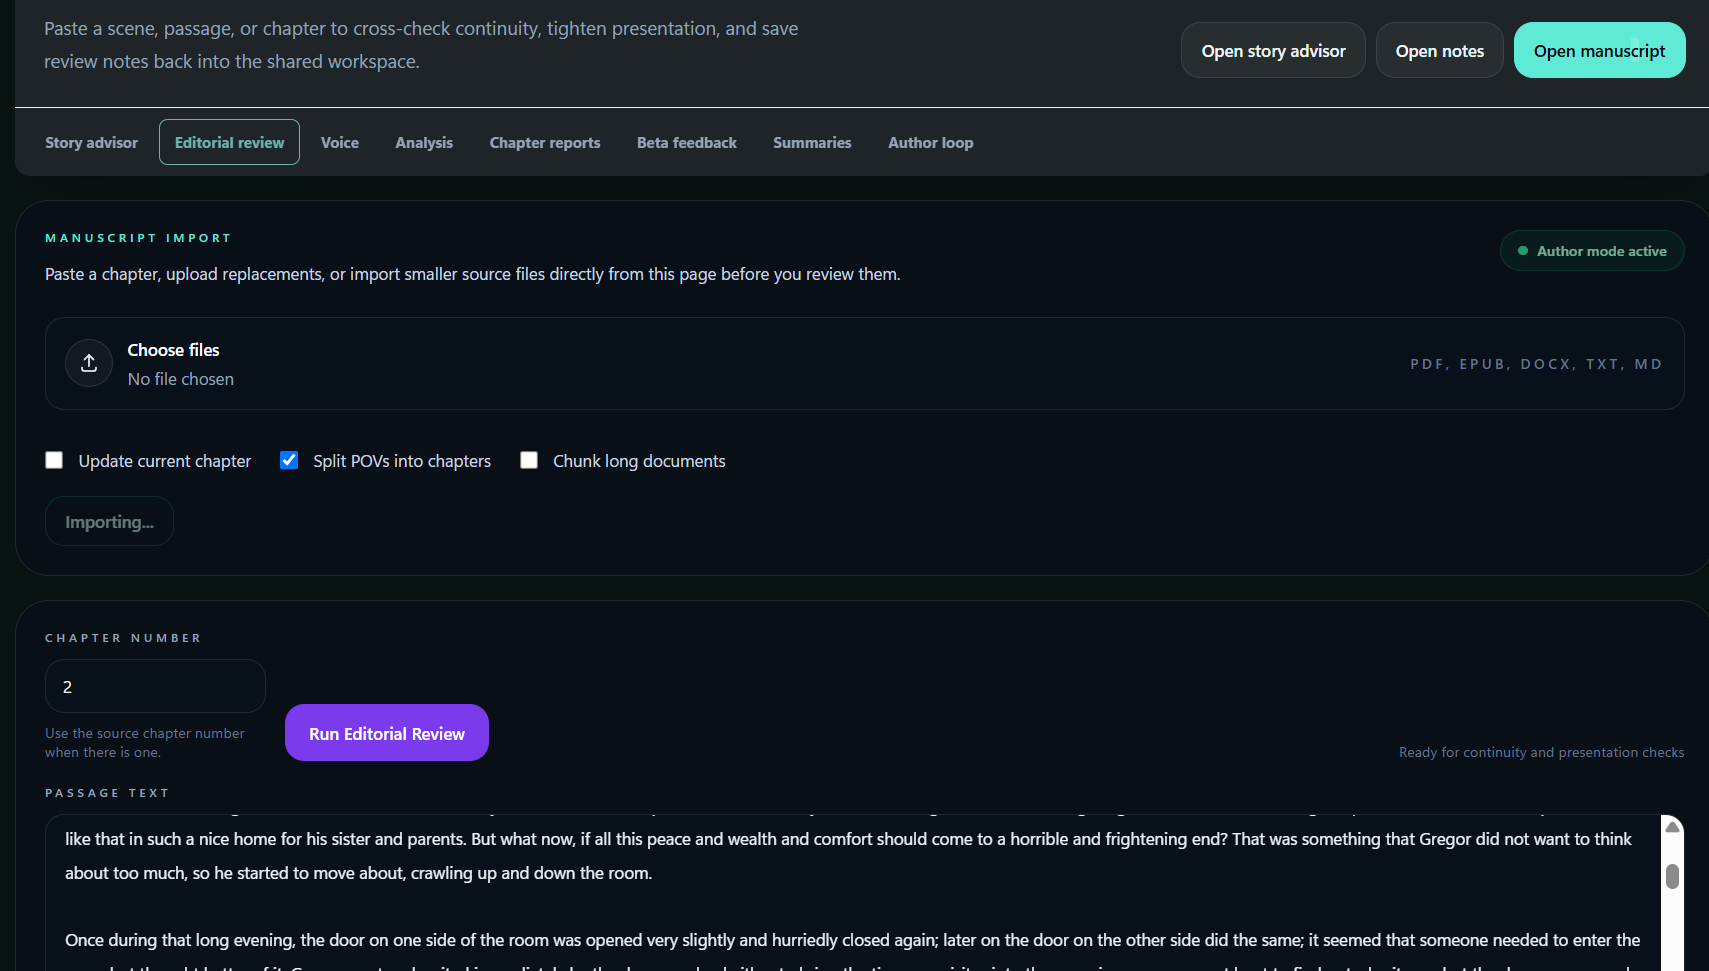 Paste a scene, passage, or chapter to cross-check continuity, tighten presentation, and save
review notes back into the shared workspace.
Open story advisor
Open notes
Open manuscript
Story advisor
Editorial review
Voice
Analysis
Chapter reports
Beta feedback
Summaries
Author loop
MANUSCRIPT IMPORT
Author mode active
Paste a chapter, upload replacements, or import smaller source files directly from this page before you review them.
Choose files
No file chosen
PDF, EPUB, DOCX, TXT, MD
Update current chapter
Split POVs into chapters
Chunk long documents
Importing...
CHAPTER NUMBER
2
Use the source chapter number
when there is one.
Run Editorial Review
Ready for continuity and presentation checks
PASSAGE TEXT
like that in such a nice home for his sister and parents. But what now, if all this peace and wealth and comfort should come to a horrible and frightening end? That was something that Gregor did not want to think
about too much, so he started to move about, crawling up and down the room.
Once during that long evening, the door on one side of the room was opened very slightly and hurriedly closed again; later on the door on the other side did the same; it seemed that someone needed to enter the